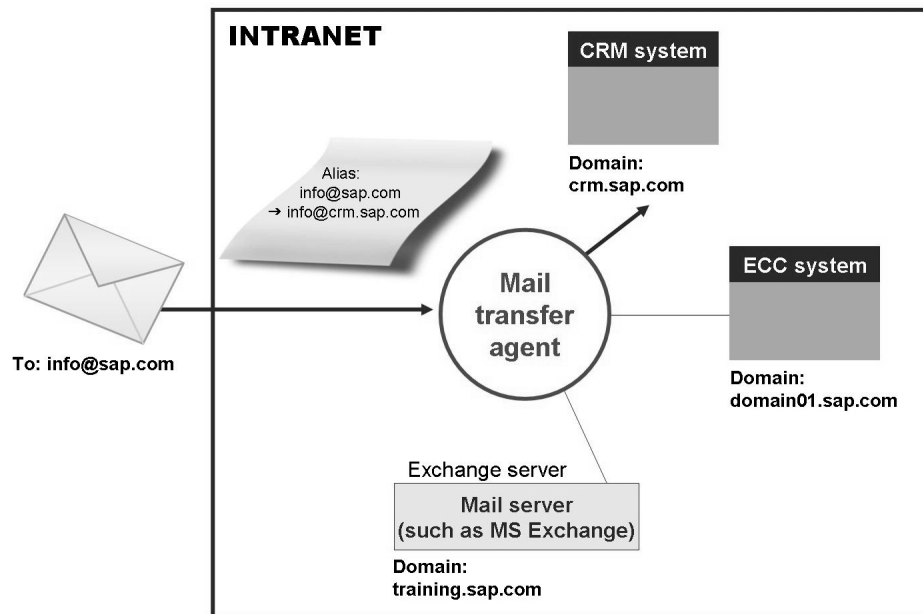 INTRANET
CRM system
Domain:
crm.sap.com
Alias:
info@sap.com
➔ info@crm.sap.com
To: info@sap.com
Mail
transfer
agent
ECC system
Domain:
domain01.sap.com
Exchange server
Mail server
(such as MS Exchange)
Domain:
training.sap.com